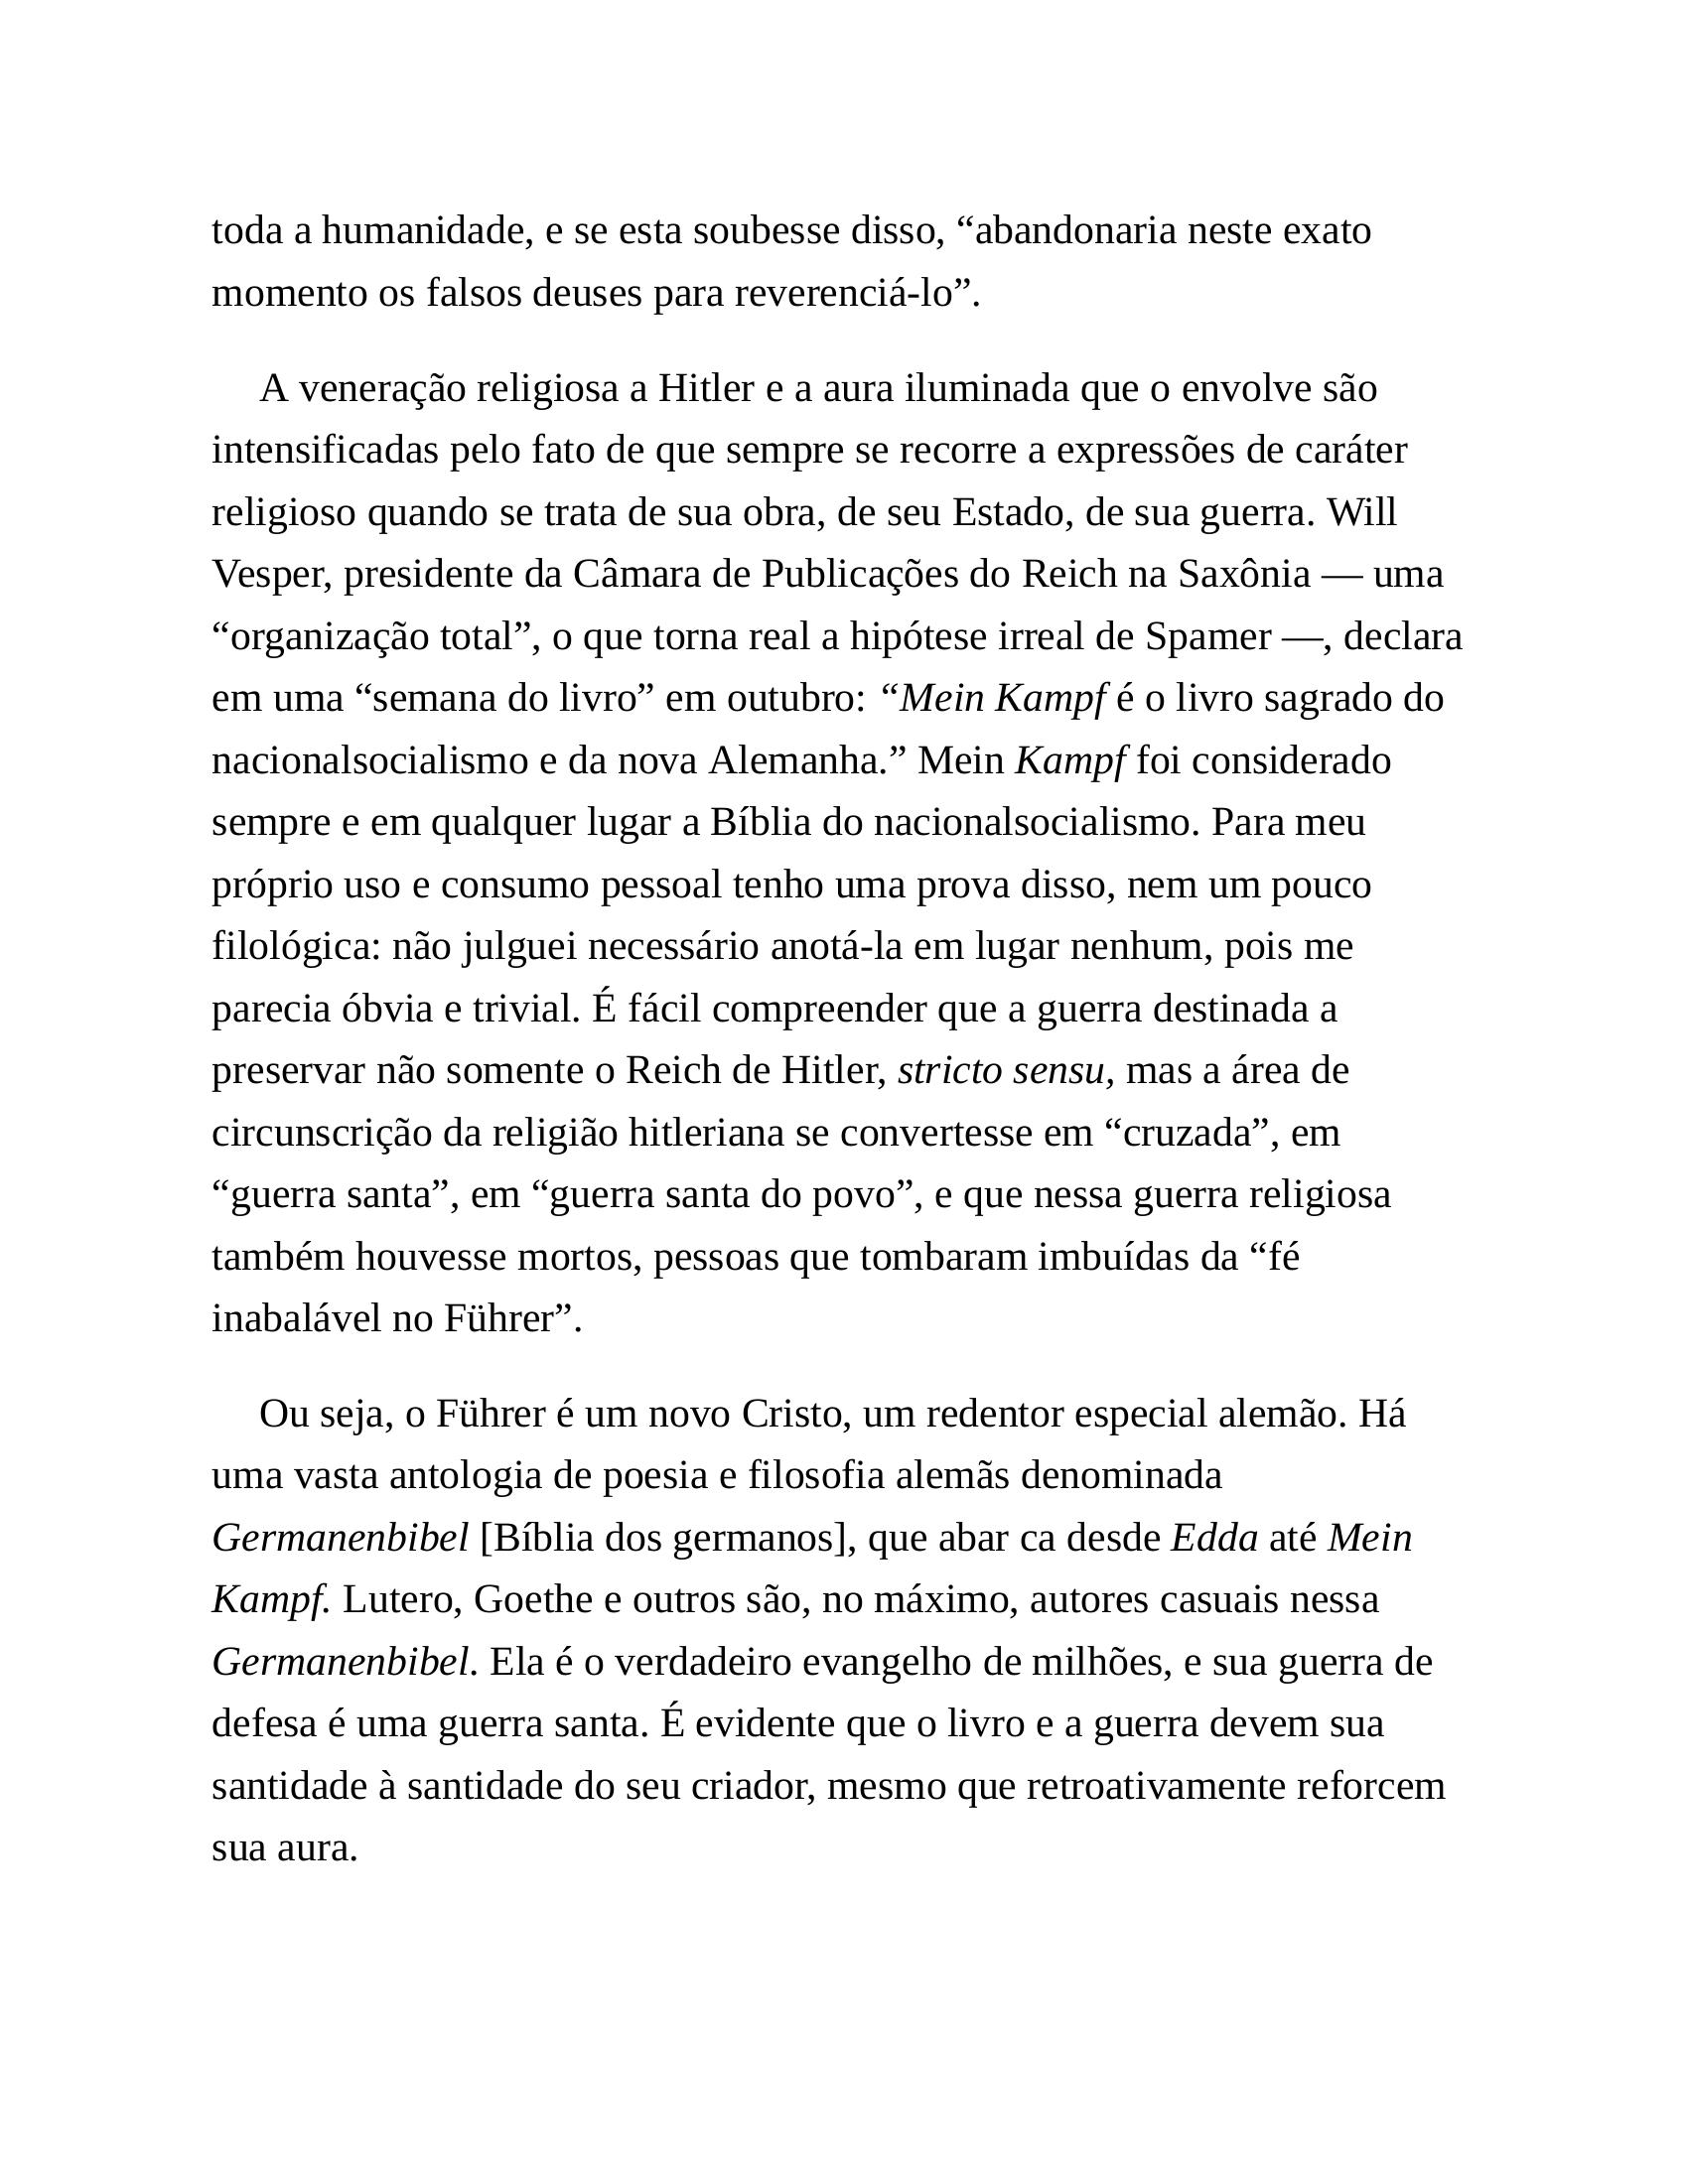 toda a humanidade, e se esta soubesse disso, “abandonaria neste exato
momento os falsos deuses para reverenciá-lo”.
A veneração religiosa a Hitler e a aura iluminada que o envolve são
intensificadas pelo fato de que sempre se recorre a expressões de caráter
religioso quando se trata de sua obra, de seu Estado, de sua guerra. Will
Vesper, presidente da Câmara de Publicações do Reich na Saxônia — uma
“organização total”, o que torna real a hipótese irreal de Spamer —, declara
em uma “semana do livro” em outubro: “Mein Kampf é o livro sagrado do
nacionalsocialismo e da nova Alemanha.” Mein Kampf foi considerado
sempre e em qualquer lugar a Bíblia do nacionalsocialismo. Para meu
próprio uso e consumo pessoal tenho uma prova disso, nem um pouco
filológica: não julguei necessário anotá-la em lugar nenhum, pois me
parecia óbvia e trivial. É fácil compreender que a guerra destinada a
preservar não somente o Reich de Hitler, stricto sensu, mas a área de
circunscrição da religião hitleriana se convertesse em “cruzada”, em
“guerra santa”, em “guerra santa do povo”, e que nessa guerra religiosa
também houvesse mortos, pessoas que tombaram imbuídas da “fé
inabalável no Führer”.
Ou seja, o Führer é um novo Cristo, um redentor especial alemão. Há
uma vasta antologia de poesia e filosofia alemãs denominada
Germanenbibel [Bíblia dos germanos], que abar ca desde Edda até Mein
Kampf. Lutero, Goethe e outros são, no máximo, autores casuais nessa
Germanenbibel. Ela é o verdadeiro evangelho de milhões, e sua guerra de
defesa é uma guerra santa. É evidente que o livro e a guerra devem sua
santidade à santidade do seu criador, mesmo que retroativamente reforcem
sua aura.